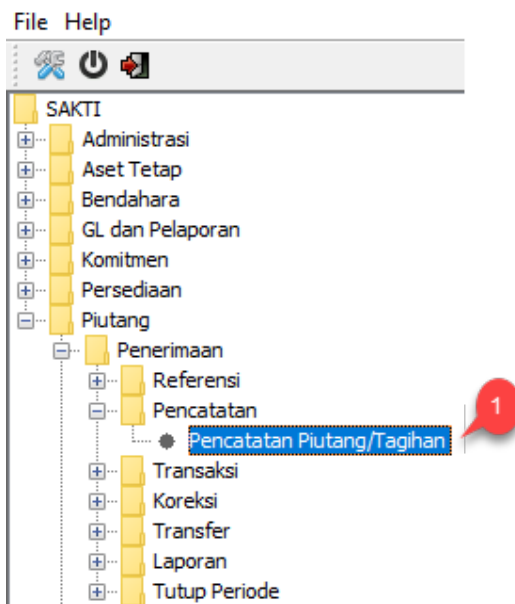 File Help
SAKTI
Administrasi
Aset Tetap
Bendahara
GL dan Pelaporan
Komitmen
Persediaan
Piutang
Penerimaan
Referensi
Pencatatan
Pencatatan Piutang/Tagihan 1
Transaksi
Koreksi
Transfer
Laporan
Tutup Periode